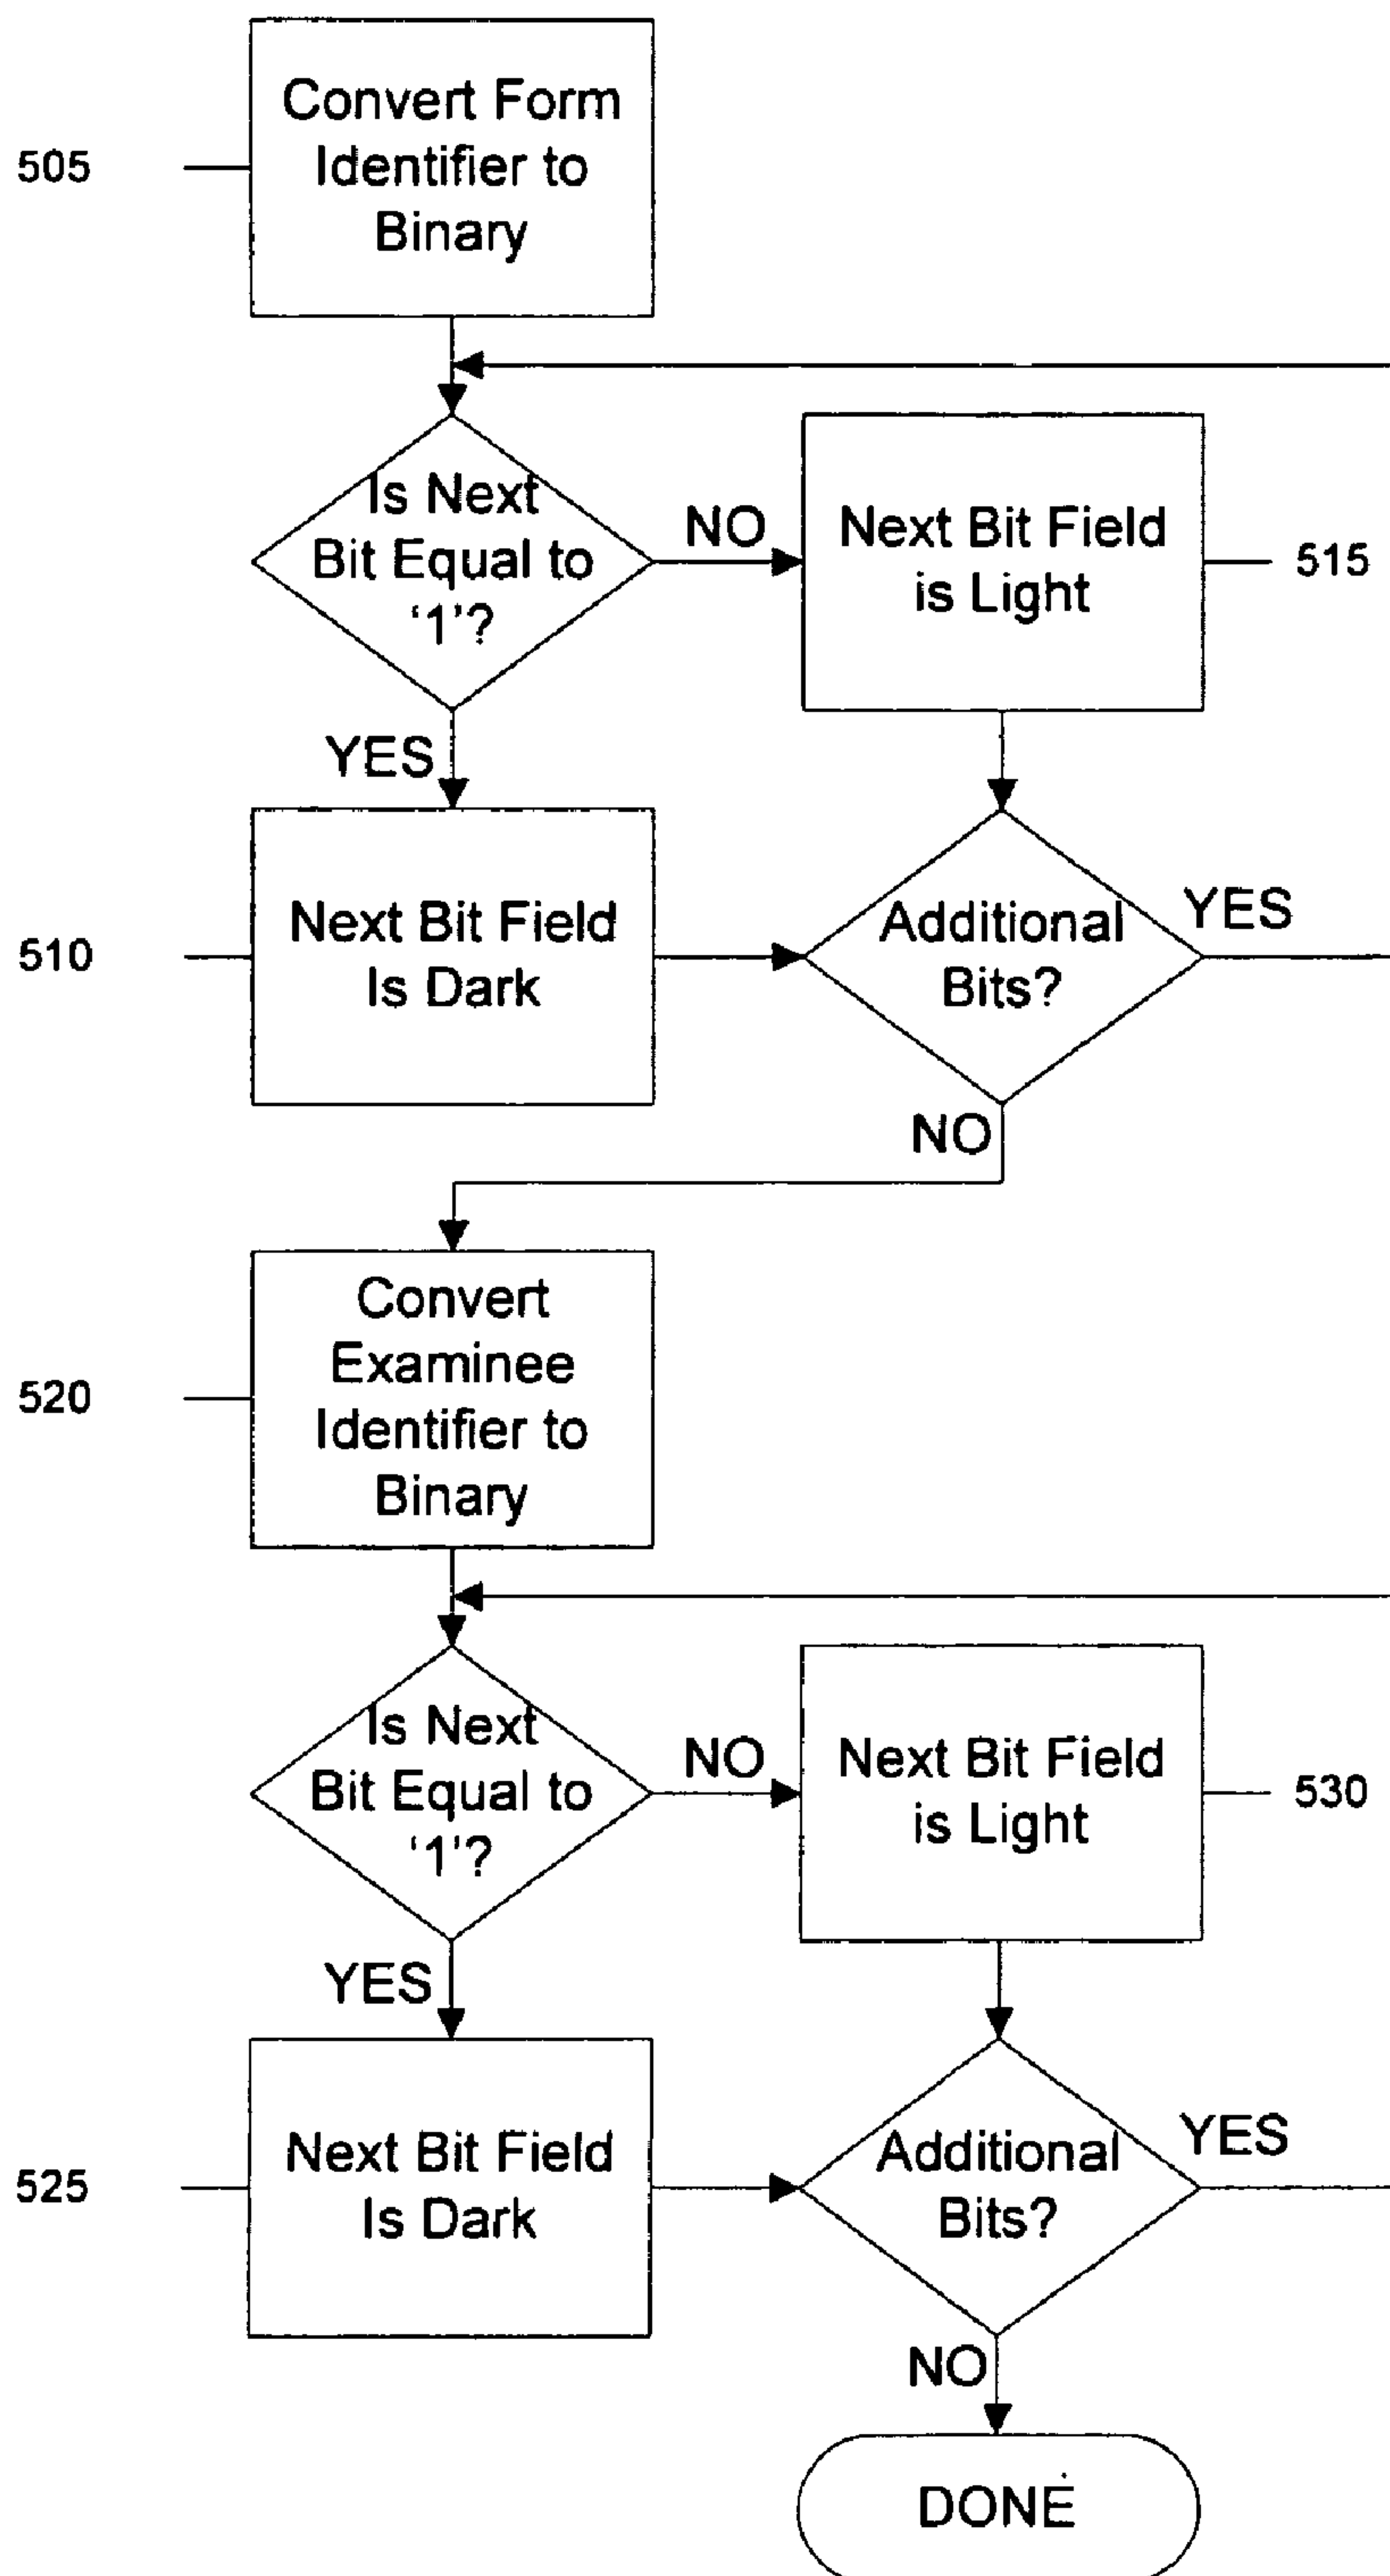 505
Convert Form
Identifier to
Binary
Is Next
Bit Equal to
‘1’?
NO
Next Bit Field
is Light
515
YES
510
Next Bit Field
Is Dark
Additional
Bits?
YES
NO
520
Convert
Examinee
Identifier to
Binary
Is Next
Bit Equal to
‘1’?
NO
Next Bit Field
is Light
530
YES
525
Next Bit Field
Is Dark
Additional
Bits?
YES
NO
DONE